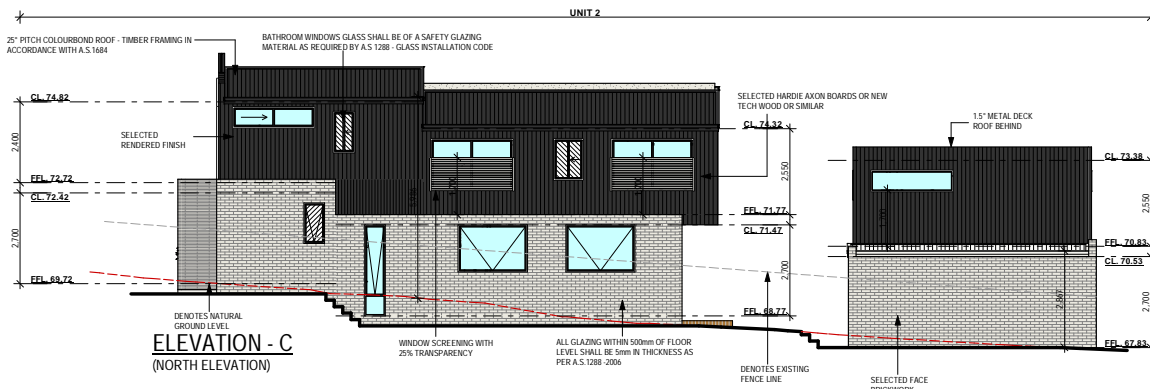 UNIT 2
25° PITCH COLOURBOND ROOF - TIMBER FRAMING IN
ACCORDANCE WITH A.S.1684
BATHROOM WINDOWS GLASS SHALL BE OF A SAFETY GLAZING
MATERIAL AS REQUIRED BY A.S 1288 - GLASS INSTALLATION CODE
CL. 74.82
SELECTED
RENDERED FINISH
2,400
FFL. 72.72
CL. 72.42
2,700
FFL. 69.72
SELECTED HARDIE AXON BOARDS OR NEW
TECH WOOD OR SIMILAR
CL. 74.32
2,550
FFL. 71.77
CL. 71.47
2,700
FFL. 68.77
1,700
1,700
1.5° METAL DECK
ROOF BEHIND
CL. 73.38
2,550
FFL. 70.83
CL. 70.53
2,700
2,367
FFL. 67.83
DENOTES NATURAL
GROUND LEVEL
ELEVATION - C
(NORTH ELEVATION)
WINDOW SCREENING WITH
25% TRANSPARENCY
ALL GLAZING WITHIN 500mm OF FLOOR
LEVEL SHALL BE 5mm IN THICKNESS AS
PER A.S.1288 -2006
DENOTES EXISTING
FENCE LINE
SELECTED FACE
BRICKWORK